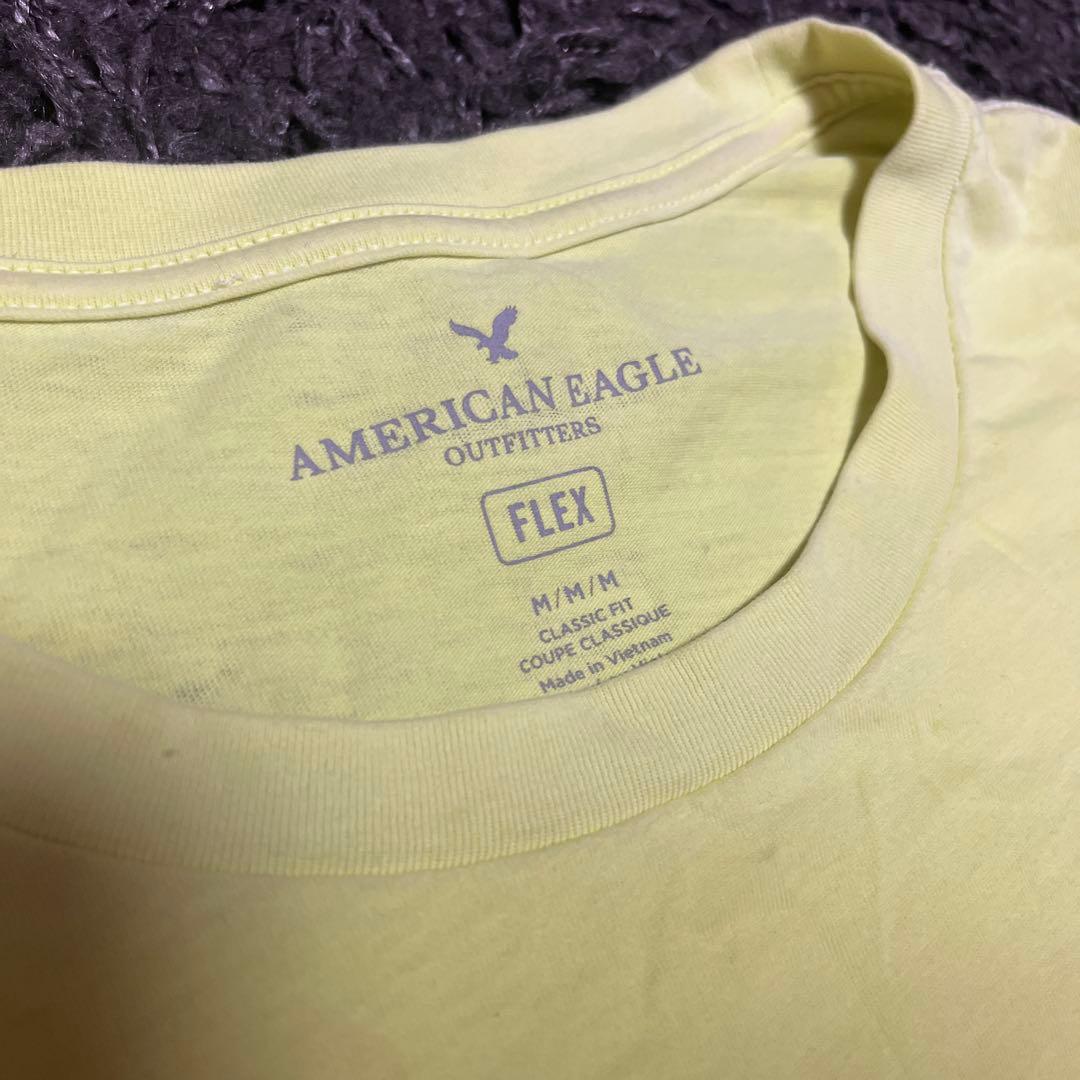 AMERICAN EAGLE
OUTFITTERS
FLEX
M/M/M
CLASSIC FIT
COUPE CLASSIQUE
Made in Vietnam